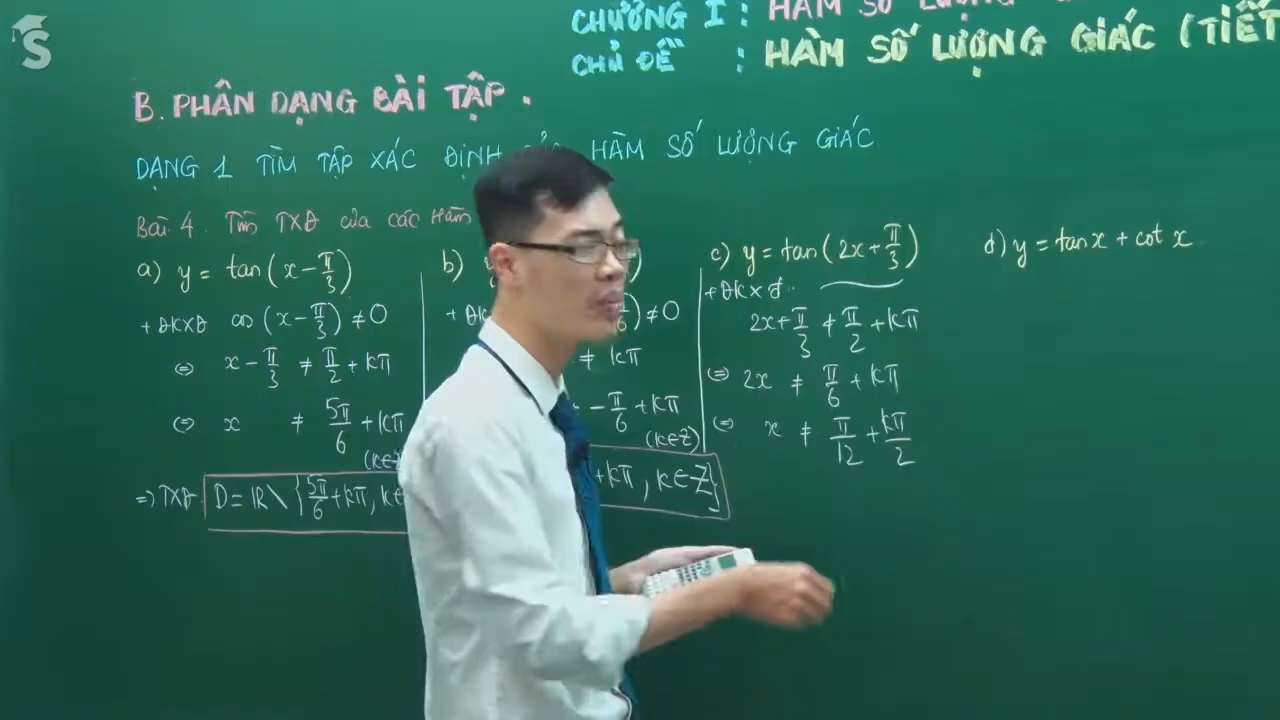 CHƯƠNG I : HÀM SỐ LƯỢNG
CHỦ ĐỀ : HÀM SỐ LƯỢNG GIÁC (TIẾT
B. PHÂN DẠNG BÀI TẬP.
DẠNG 1 TÌM TẬP XÁC ĐỊNH HÀM SỐ LƯỢNG GIÁC
Bài 4. Tìm TXĐ của các Hàm
a) y = tan(x - π/3)
+ ĐKXĐ cos(x - π/3) ≠ 0
⇔ x - π/3 ≠ π/2 + kπ
⇔ x ≠ 5π/6 + kπ
(k∈Z)
⇒ TXĐ. D = R \ {5π/6 + kπ, k∈
b)
+ ĐK /6) ≠ 0
≠ kπ
- π/6 + kπ
(k∈Z)
+ kπ, k∈Z}
c) y = tan(2x + π/3)
+ ĐKXĐ..
2x + π/3 ≠ π/2 + kπ
⇔ 2x ≠ π/6 + kπ
⇔ x ≠ π/12 + kπ/2
d) y = tan x + cot x